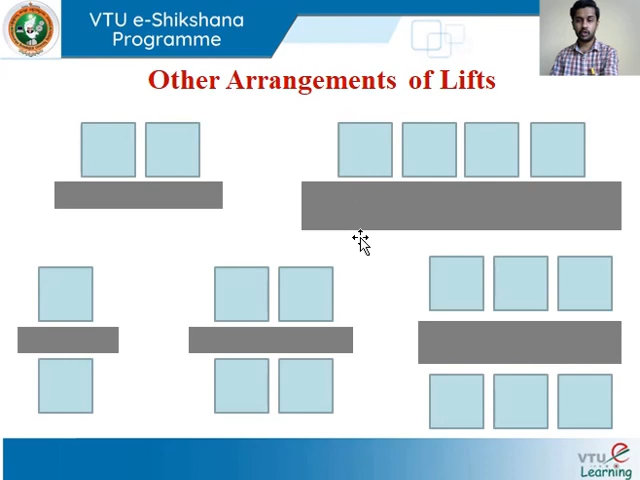 VTU e-Shikshana
Programme
Other Arrangements of Lifts
VTU
Learning